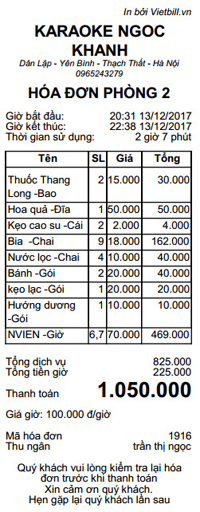 In bởi Vietbill.vn
KARAOKE NGOC
KHANH
Dân Lập - Yên Bình - Thạch Thất - Hà Nội
0965243279
HÓA ĐƠN PHÒNG 2
Giờ bắt đầu: 20:31 13/12/2017
Giờ kết thúc: 22:38 13/12/2017
Thời gian sử dụng: 2 giờ 7 phút
Tên SL Giá Tổng
Thuốc Thang 2 15.000 30.000
Long -Bao
Hoa quả -Đĩa 1 50.000 50.000
Kẹo cao su -Cái 2 2.000 4.000
Bia -Chai 9 18.000 162.000
Nước lọc -Chai 4 10.000 40.000
Bánh -Gói 2 20.000 40.000
kẹo lạc -Gói 1 20.000 20.000
Hướng dương 1 10.000 10.000
-Gói
NVIEN -Giờ 6,7 70.000 469.000
Tổng dịch vụ 825.000
Tổng tiền giờ 225.000
Thanh toán 1.050.000
Giá giờ: 100.000 đ/giờ
Mã hóa đơn 1916
Thu ngân trần thị ngọc
Quý khách vui lòng kiểm tra lại hóa
đơn trước khi thanh toán
Xin cảm ơn quý khách.
Hẹn gặp lại quý khách lần sau